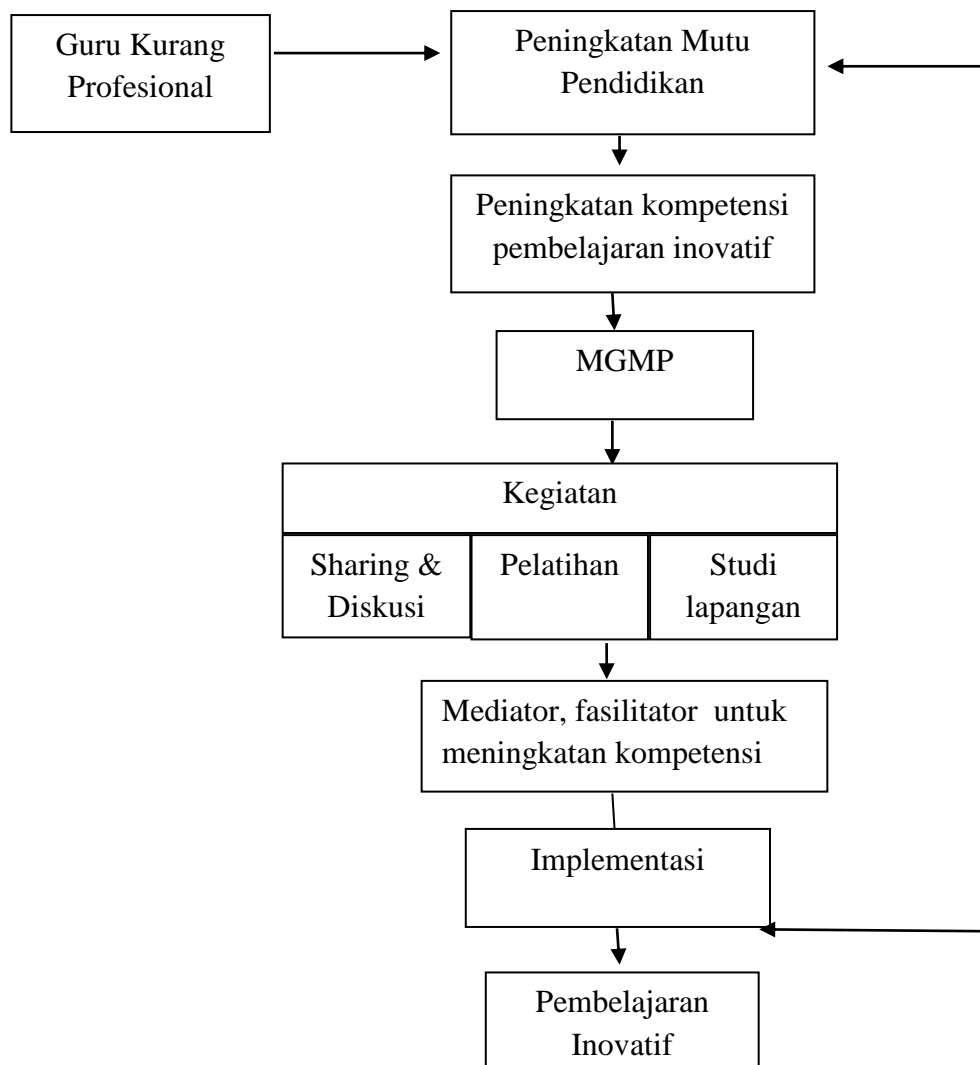 Guru Kurang
Profesional
Peningkatan Mutu
Pendidikan
Peningkatan kompetensi
pembelajaran inovatif
MGMP
Kegiatan
Sharing &
Diskusi
Pelatihan
Studi
lapangan
Mediator, fasilitator untuk
meningkatan kompetensi
Implementasi
Pembelajaran
Inovatif